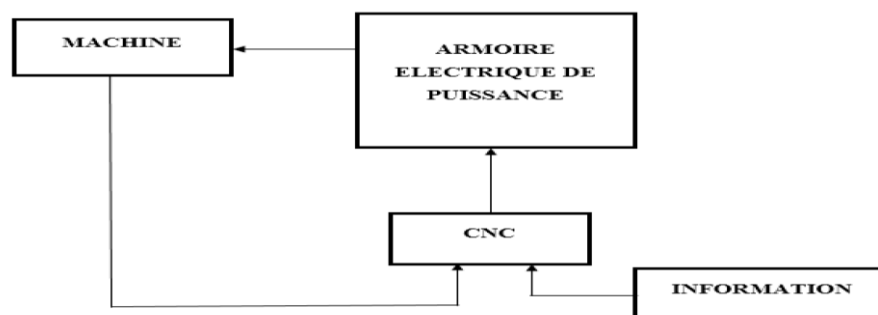 MACHINE
ARMOIRE
ELECTRIQUE DE
PUISSANCE
CNC
INFORMATION